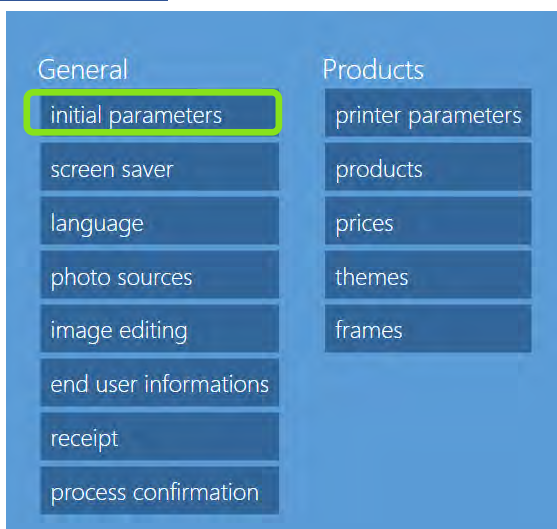 General
initial parameters
screen saver
language
photo sources
image editing
end user informations
receipt
process confirmation
Products
printer parameters
products
prices
themes
frames